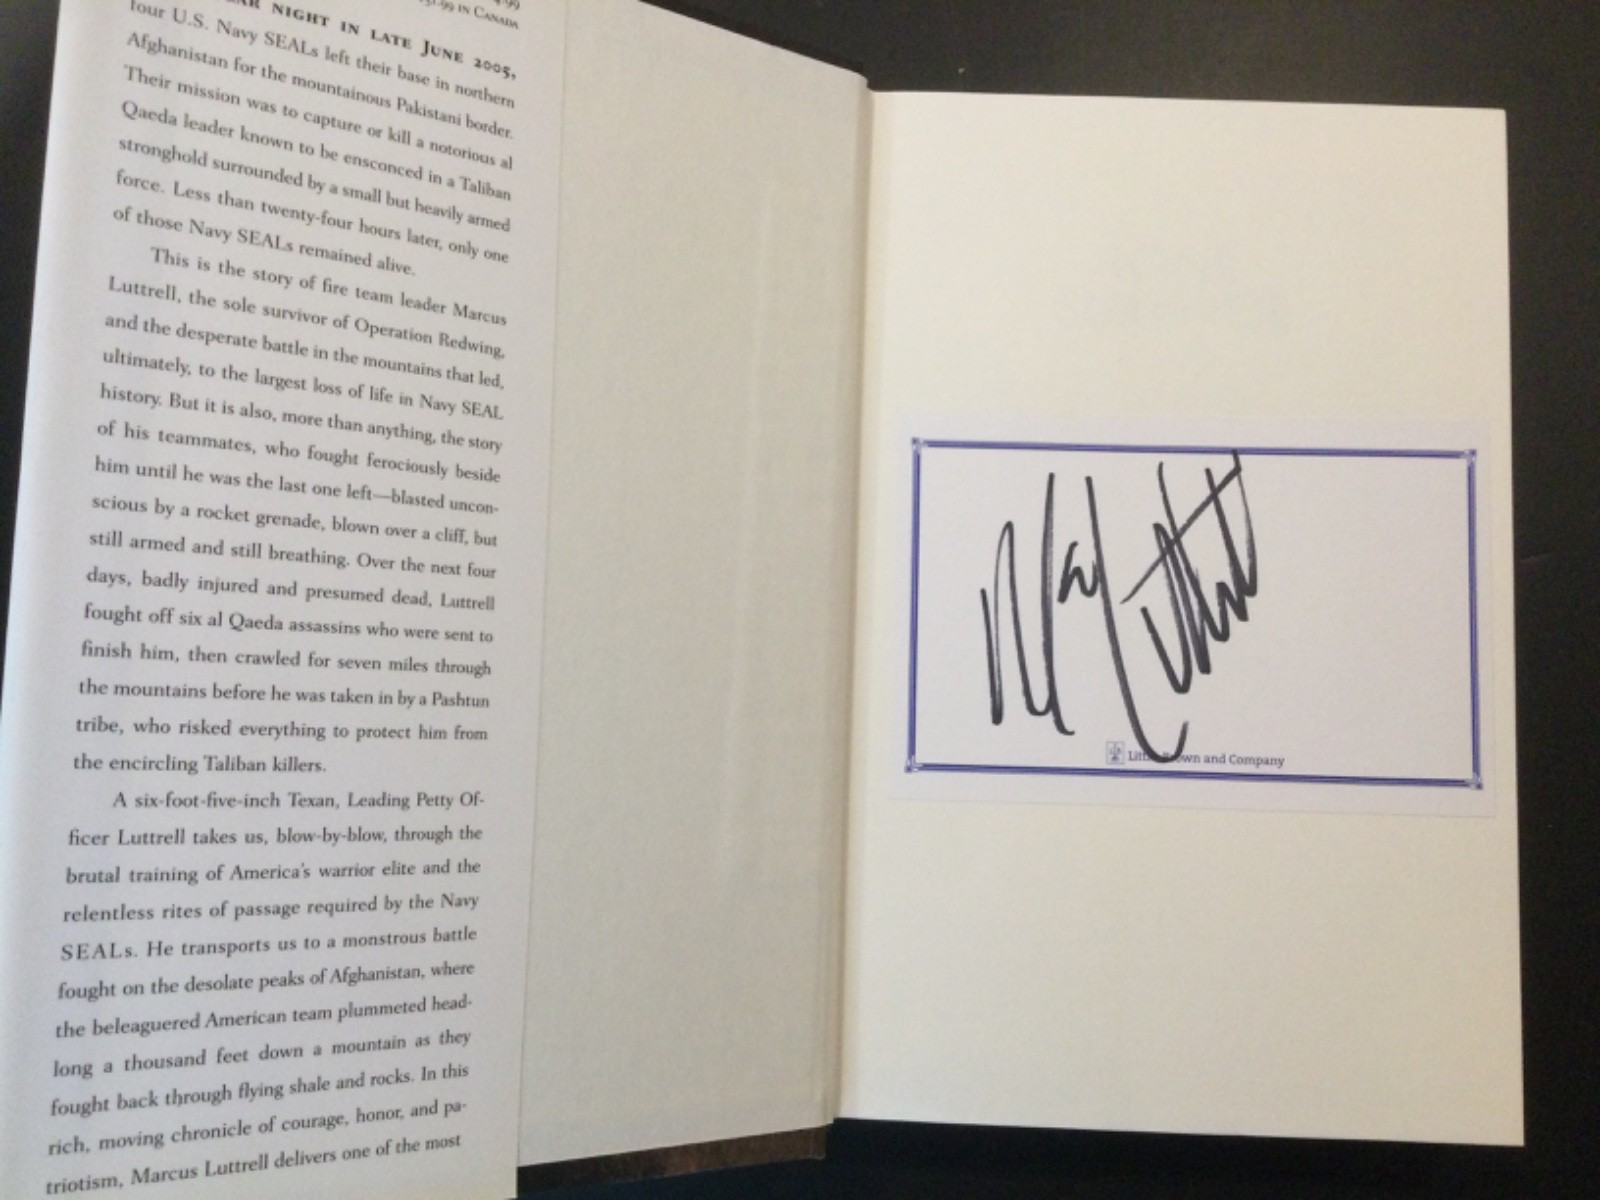 4.99
31.99 IN CANADA
NIGHT IN LATE JUNE 2005,
four U.S. Navy SEALs left their base in northern
Afghanistan for the mountainous Pakistani border.
Their mission was to capture or kill a notorious al
Qaeda leader known to be ensconced in a Taliban
stronghold surrounded by a small but heavily armed
force. Less than twenty-four hours later, only one
of those Navy SEALs remained alive.
This is the story of fire team leader Marcus
Luttrell, the sole survivor of Operation Redwing,
and the desperate battle in the mountains that led,
ultimately, to the largest loss of life in Navy SEAL
history. But it is also, more than anything, the story
of his teammates, who fought ferociously beside
him until he was the last one left—blasted uncon-
scious by a rocket grenade, blown over a cliff, but
still armed and still breathing. Over the next four
days, badly injured and presumed dead, Luttrell
fought off six al Qaeda assassins who were sent to
finish him, then crawled for seven miles through
the mountains before he was taken in by a Pashtun
tribe, who risked everything to protect him from
the encircling Taliban killers.
A six-foot-five-inch Texan, Leading Petty Of-
ficer Luttrell takes us, blow-by-blow, through the
brutal training of America's warrior elite and the
relentless rites of passage required by the Navy
SEALs. He transports us to a monstrous battle
fought on the desolate peaks of Afghanistan, where
the beleaguered American team plummeted head-
long a thousand feet down a mountain as they
fought back through flying shale and rocks. In this
rich, moving chronicle of courage, honor, and pa-
triotism, Marcus Luttrell delivers one of the most
Little Brown and Company